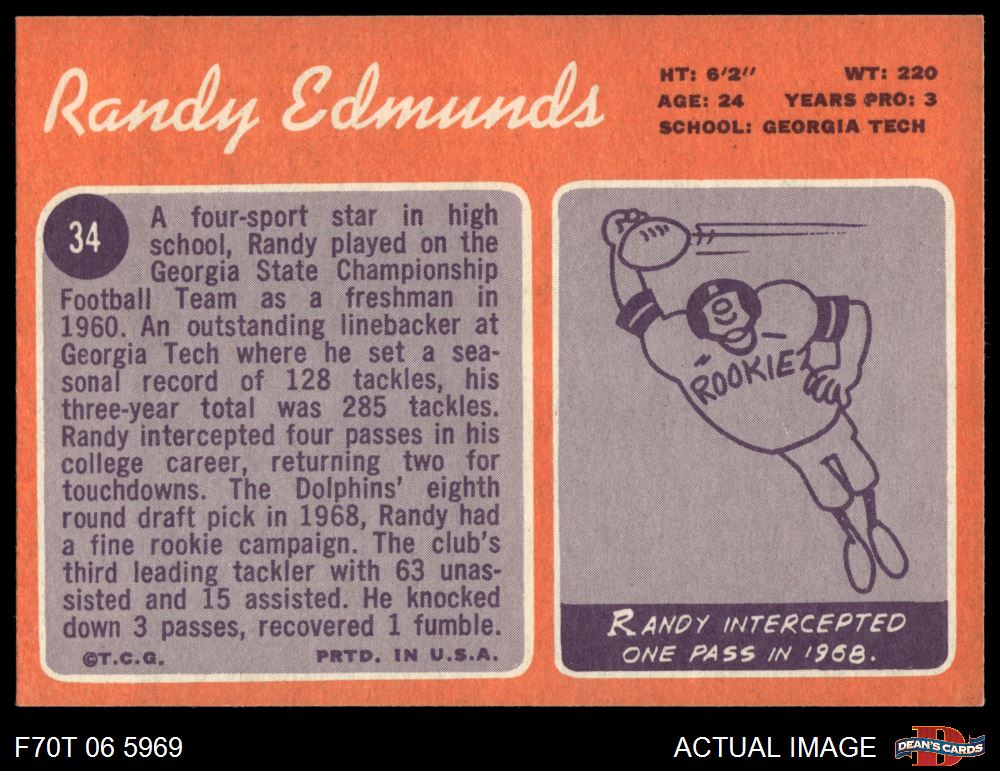 Randy Edmunds
HT: 6'2" WT: 220
AGE: 24 YEARS PRO: 3
SCHOOL: GEORGIA TECH
34
A four-sport star in high
school, Randy played on the
Georgia State Championship
Football Team as a freshman in
1960. An outstanding linebacker at
Georgia Tech where he set a sea-
sonal record of 128 tackles, his
three-year total was 285 tackles.
Randy intercepted four passes in his
college career, returning two for
touchdowns. The Dolphins' eighth
round draft pick in 1968, Randy had
a fine rookie campaign. The club's
third leading tackler with 63 unas-
sisted and 15 assisted. He knocked
down 3 passes, recovered 1 fumble.
©T.C.G. PRTD. IN U.S.A.
"ROOKIE"
RANDY INTERCEPTED
ONE PASS IN 1968.
F70T 06 5969
ACTUAL IMAGE
D
DEAN'S CARDS